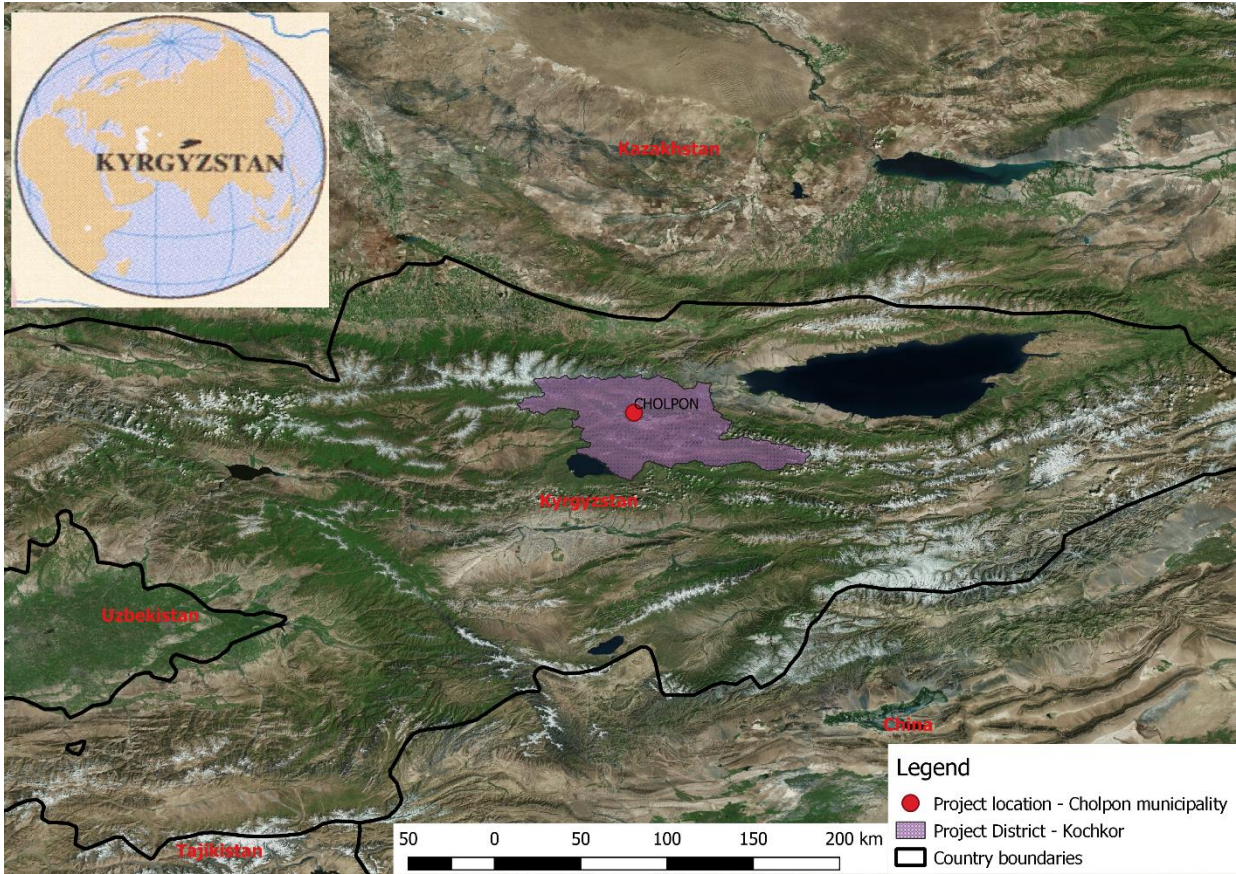 KYRGYZSTAN
Kazakhstan
CHOLPON
Kyrgyzstan
Uzbekistan
China
Tajikistan
Legend
Project location - Cholpon municipality
Project District - Kochkor
Country boundaries
50 0 50 100 150 200 km